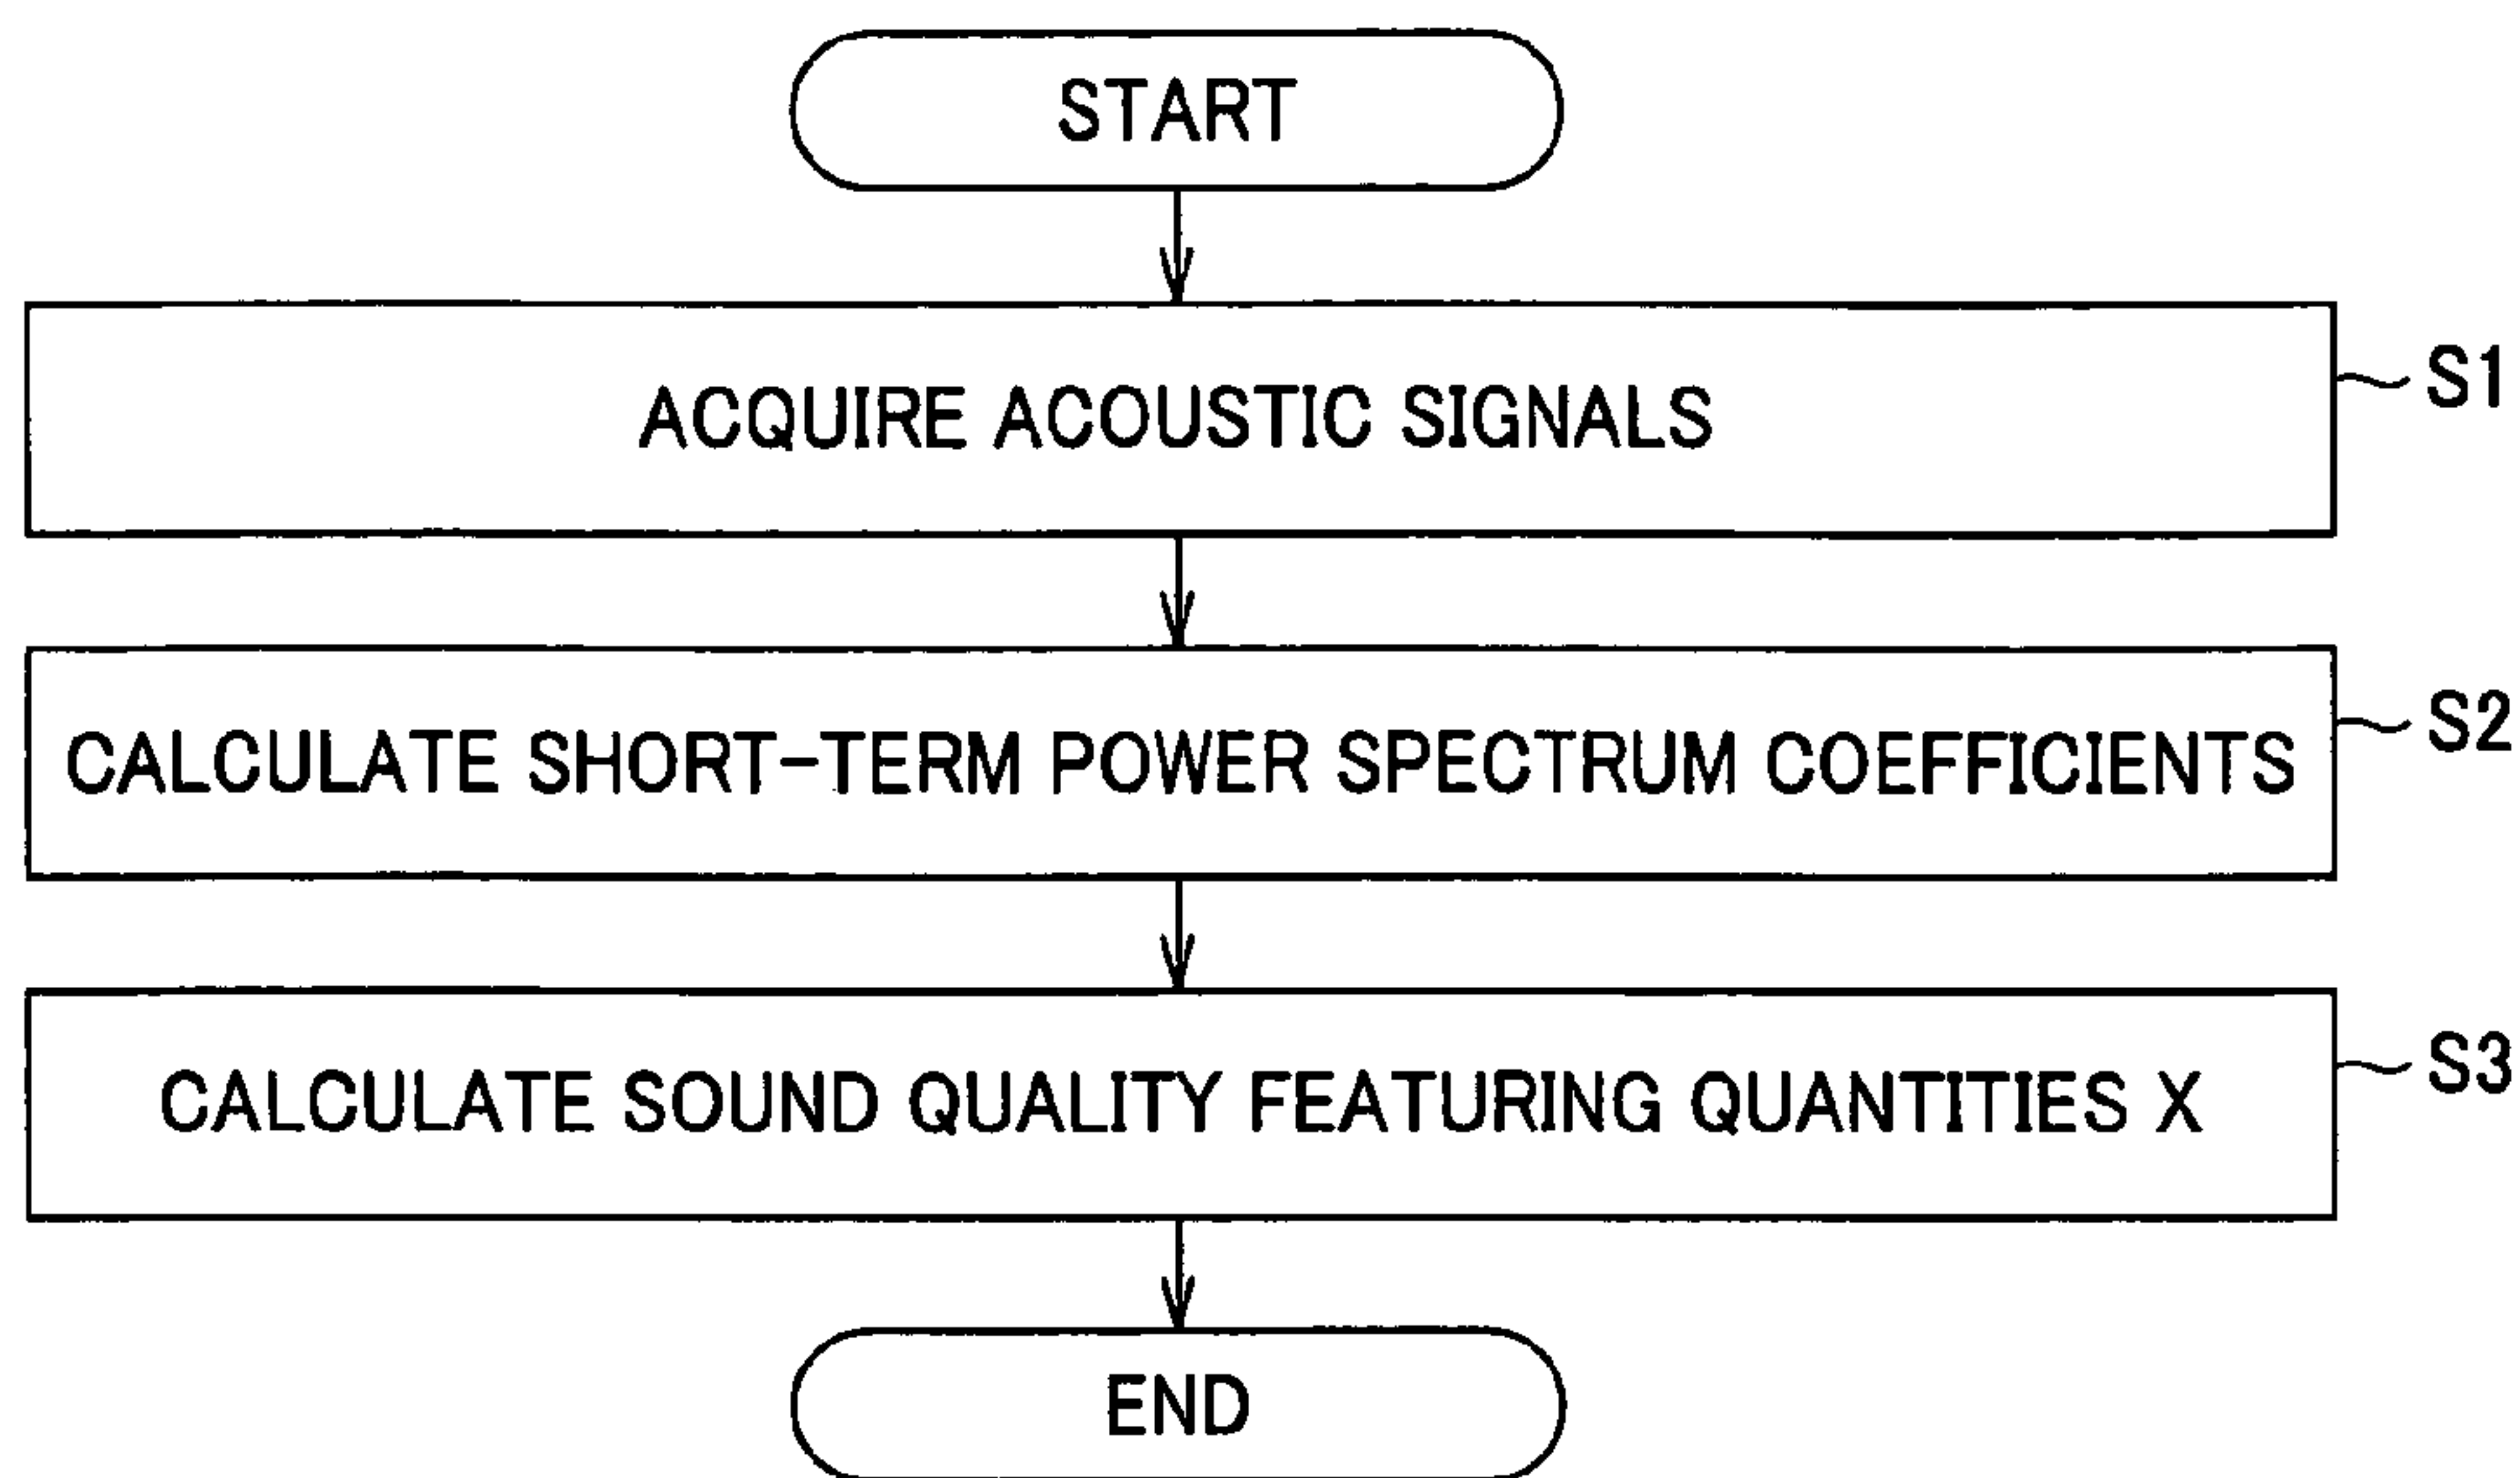 START
ACQUIRE ACOUSTIC SIGNALS
S1
CALCULATE SHORT-TERM POWER SPECTRUM COEFFICIENTS
S2
CALCULATE SOUND QUALITY FEATURING QUANTITIES X
S3
END